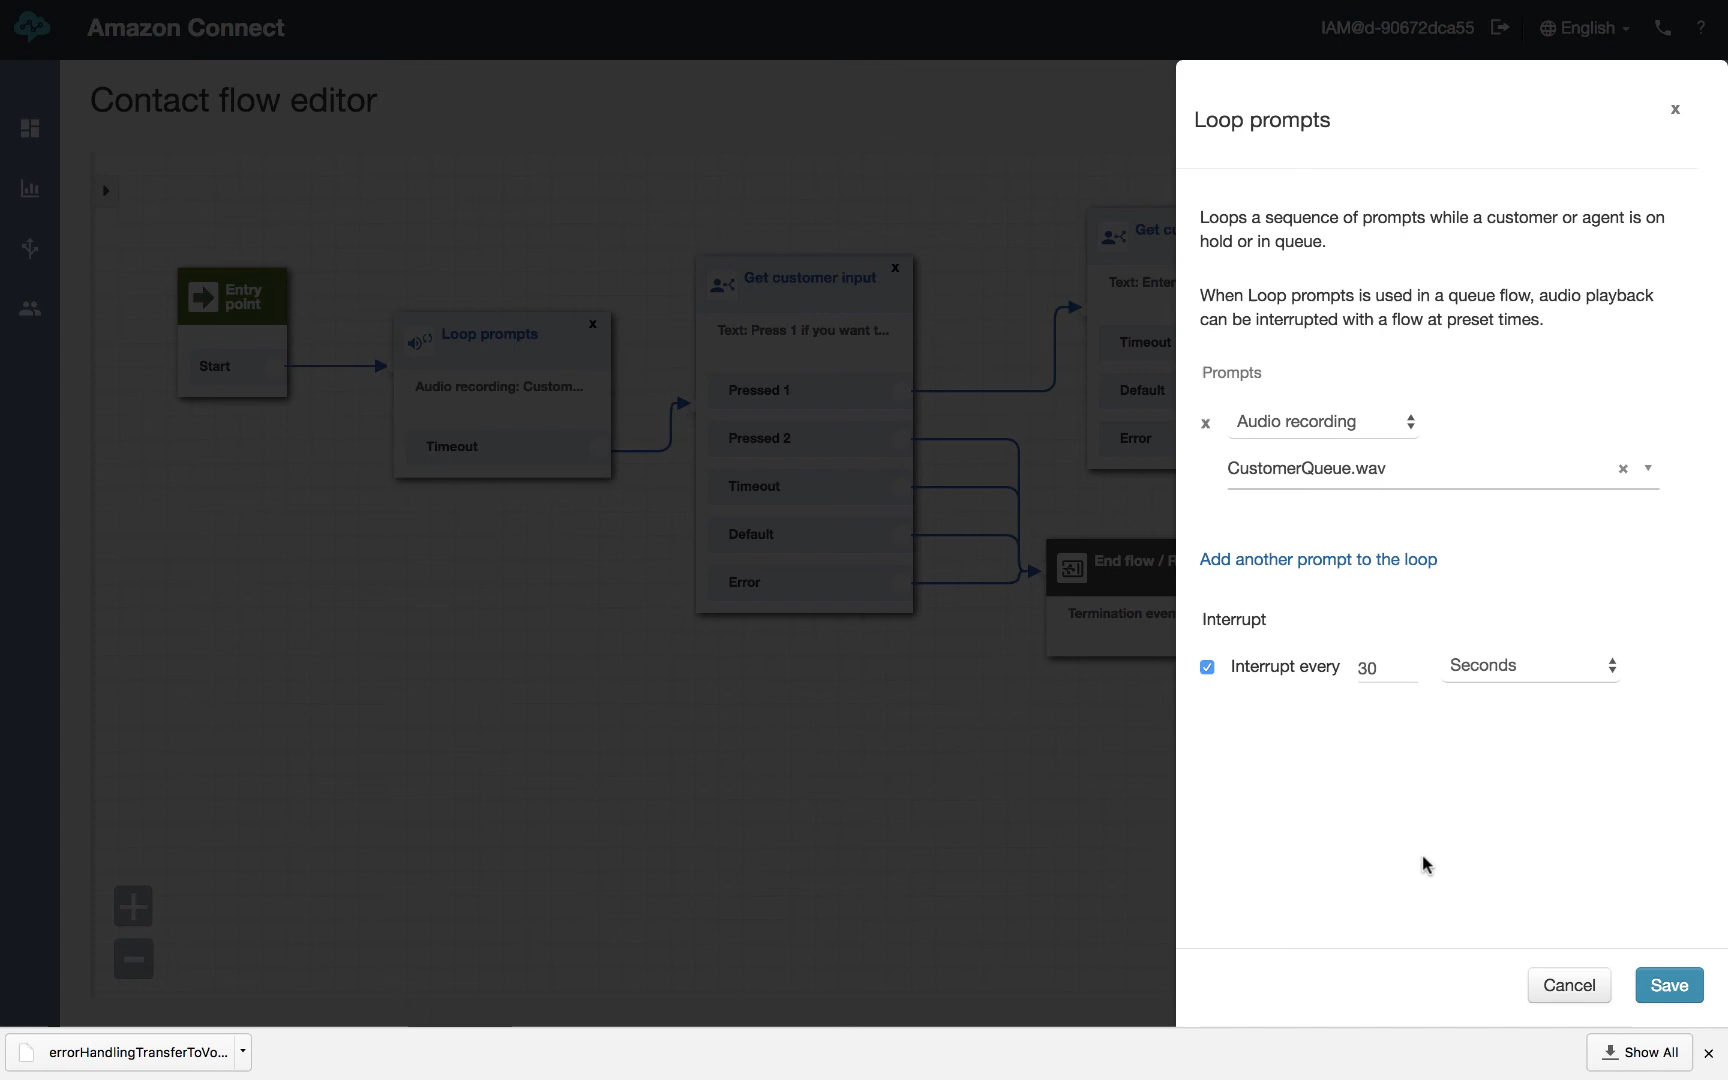 Amazon Connect
IAM@d-90672dca55
English
?
Contact flow editor
Entry
point
Start
Loop prompts
x
Audio recording: Custom...
Timeout
Get customer input
x
Text: Press 1 if you want t...
Pressed 1
Pressed 2
Timeout
Default
Error
Get cu
Text: Enter
Timeout
Default
Error
End flow / R
Termination even
Loop prompts
x
Loops a sequence of prompts while a customer or agent is on
hold or in queue.
When Loop prompts is used in a queue flow, audio playback
can be interrupted with a flow at preset times.
Prompts
x Audio recording
CustomerQueue.wav
Add another prompt to the loop
Interrupt
Interrupt every 30 Seconds
Cancel
Save
errorHandlingTransferToVo...
Show All